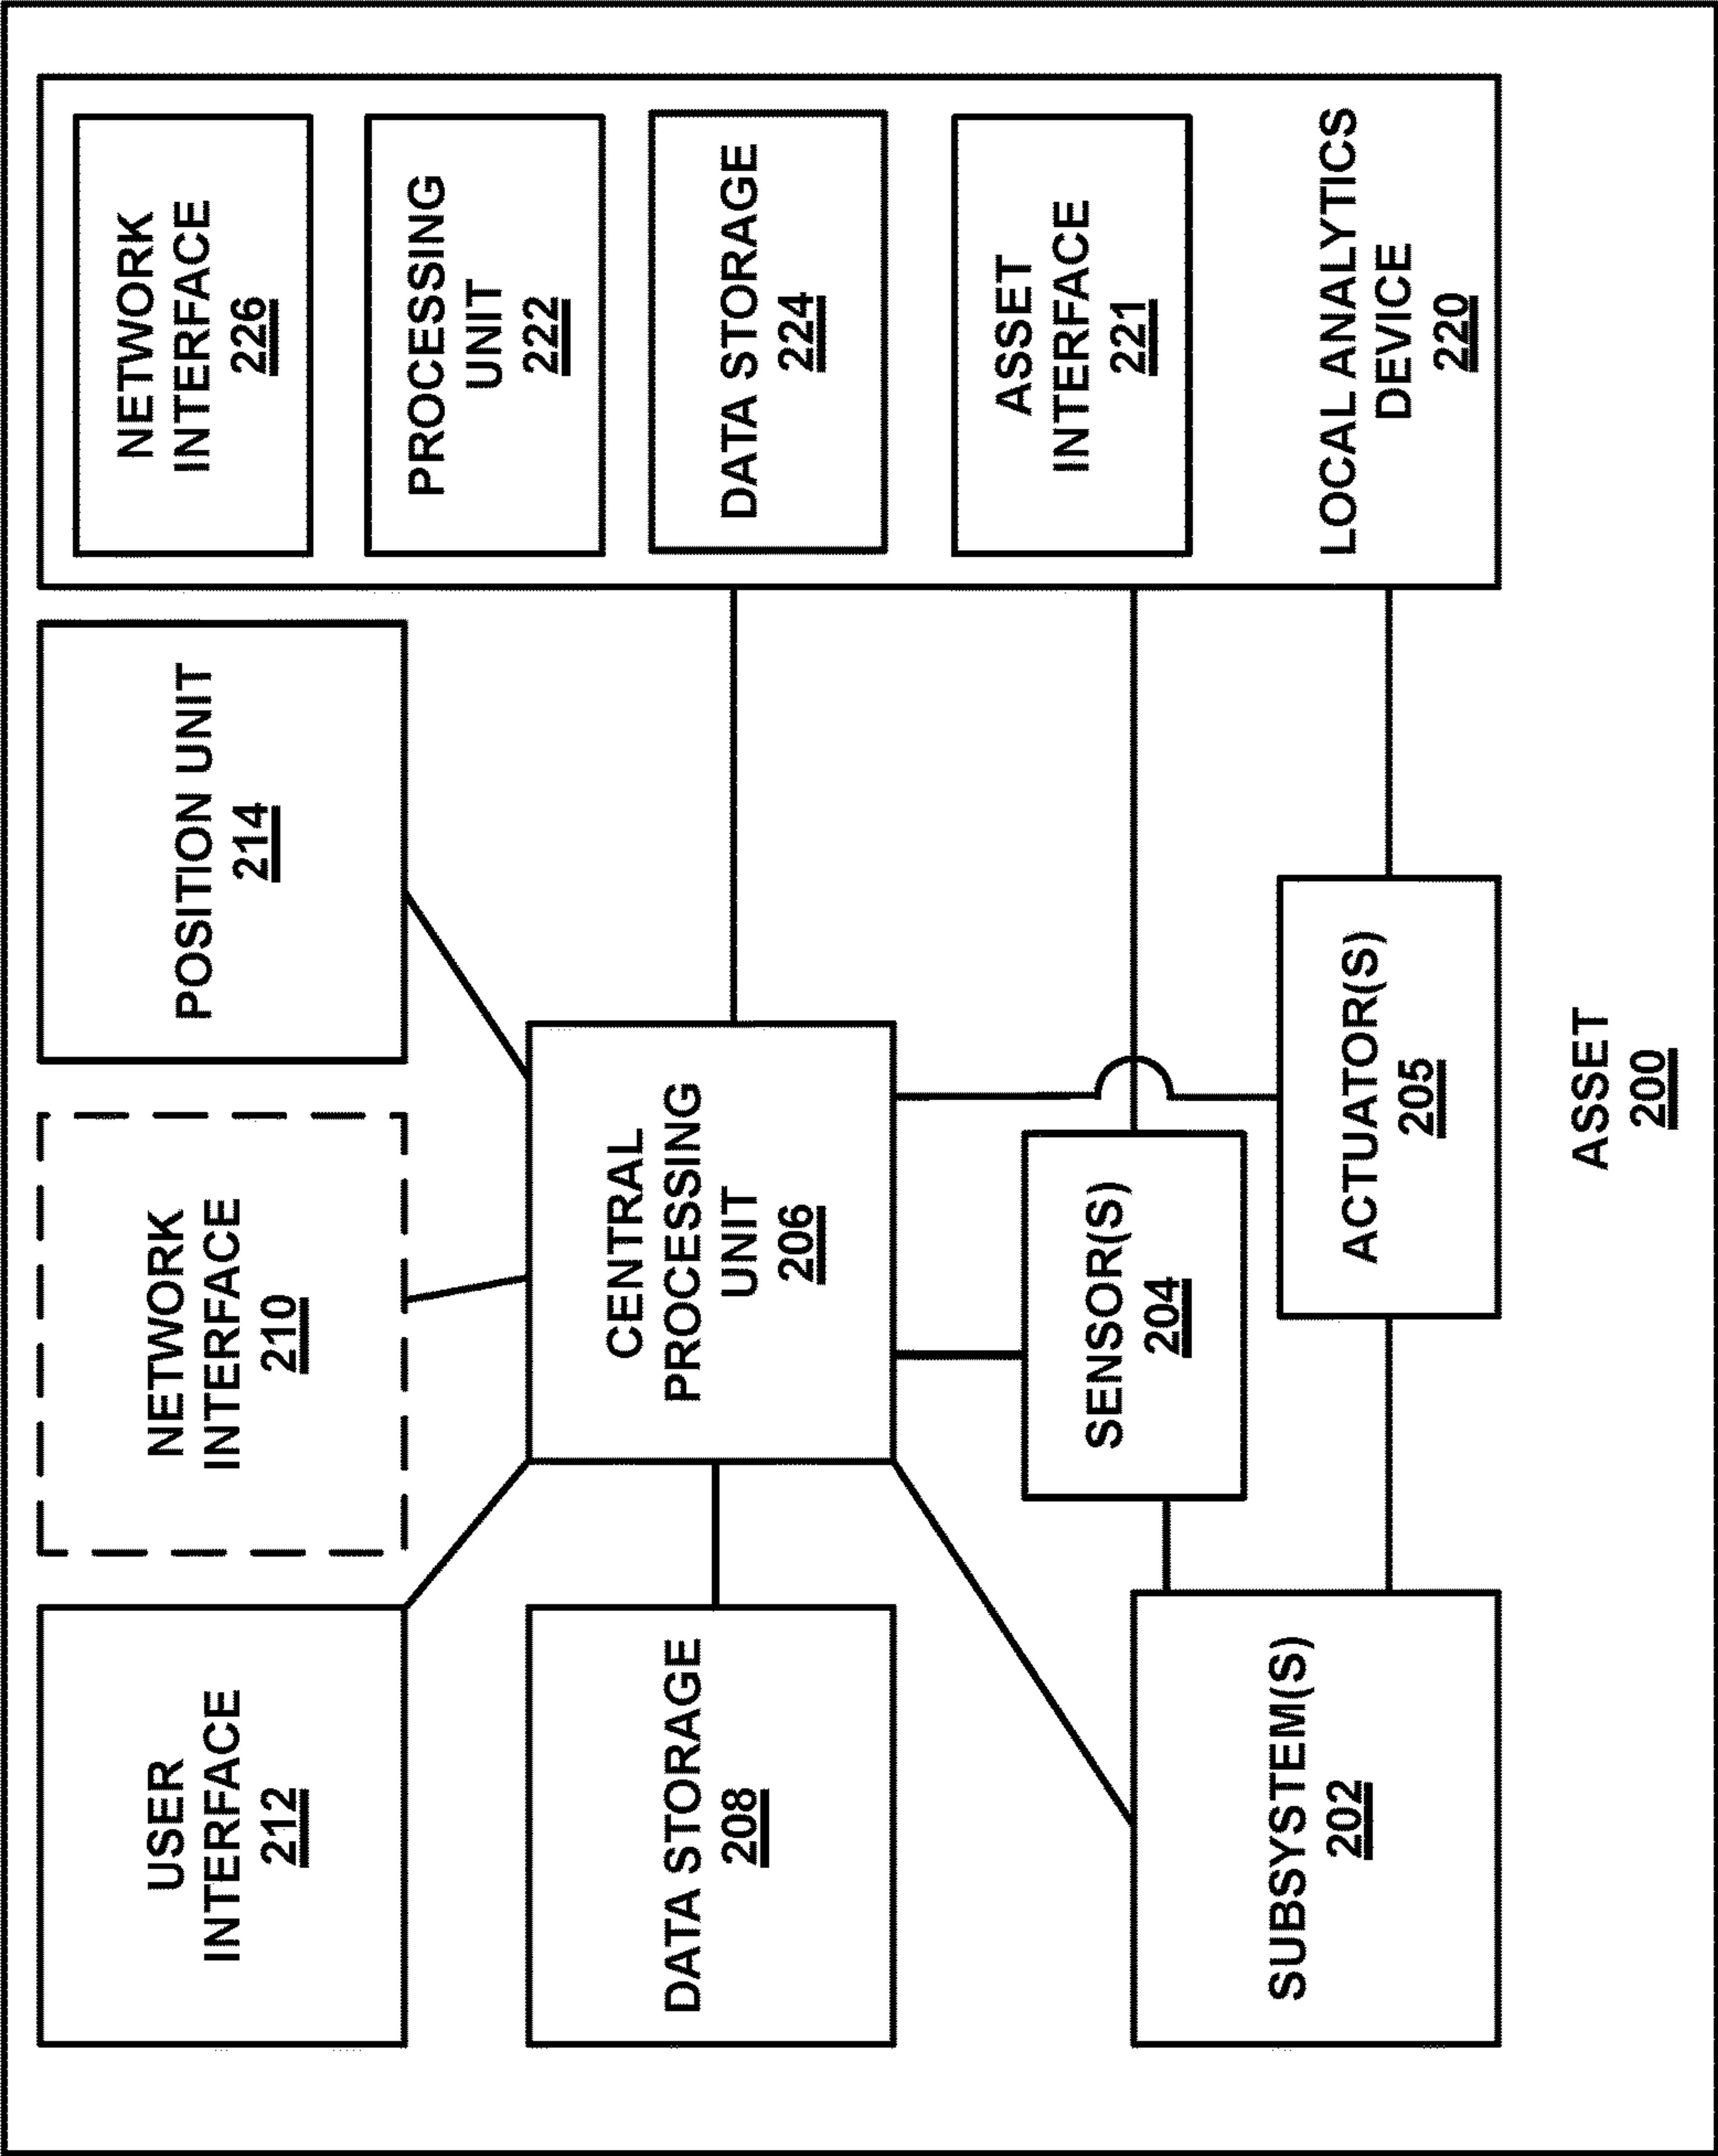 USER
INTERFACE
212
NETWORK
INTERFACE
210
POSITION UNIT
214
NETWORK
INTERFACE
226
PROCESSING
UNIT
222
DATA STORAGE
224
ASSET
INTERFACE
221
LOCAL ANALYTICS
DEVICE
220
DATA STORAGE
208
CENTRAL
PROCESSING
UNIT
206
SENSOR(S)
204
SUBSYSTEM(S)
202
ACTUATOR(S)
205
ASSET
200